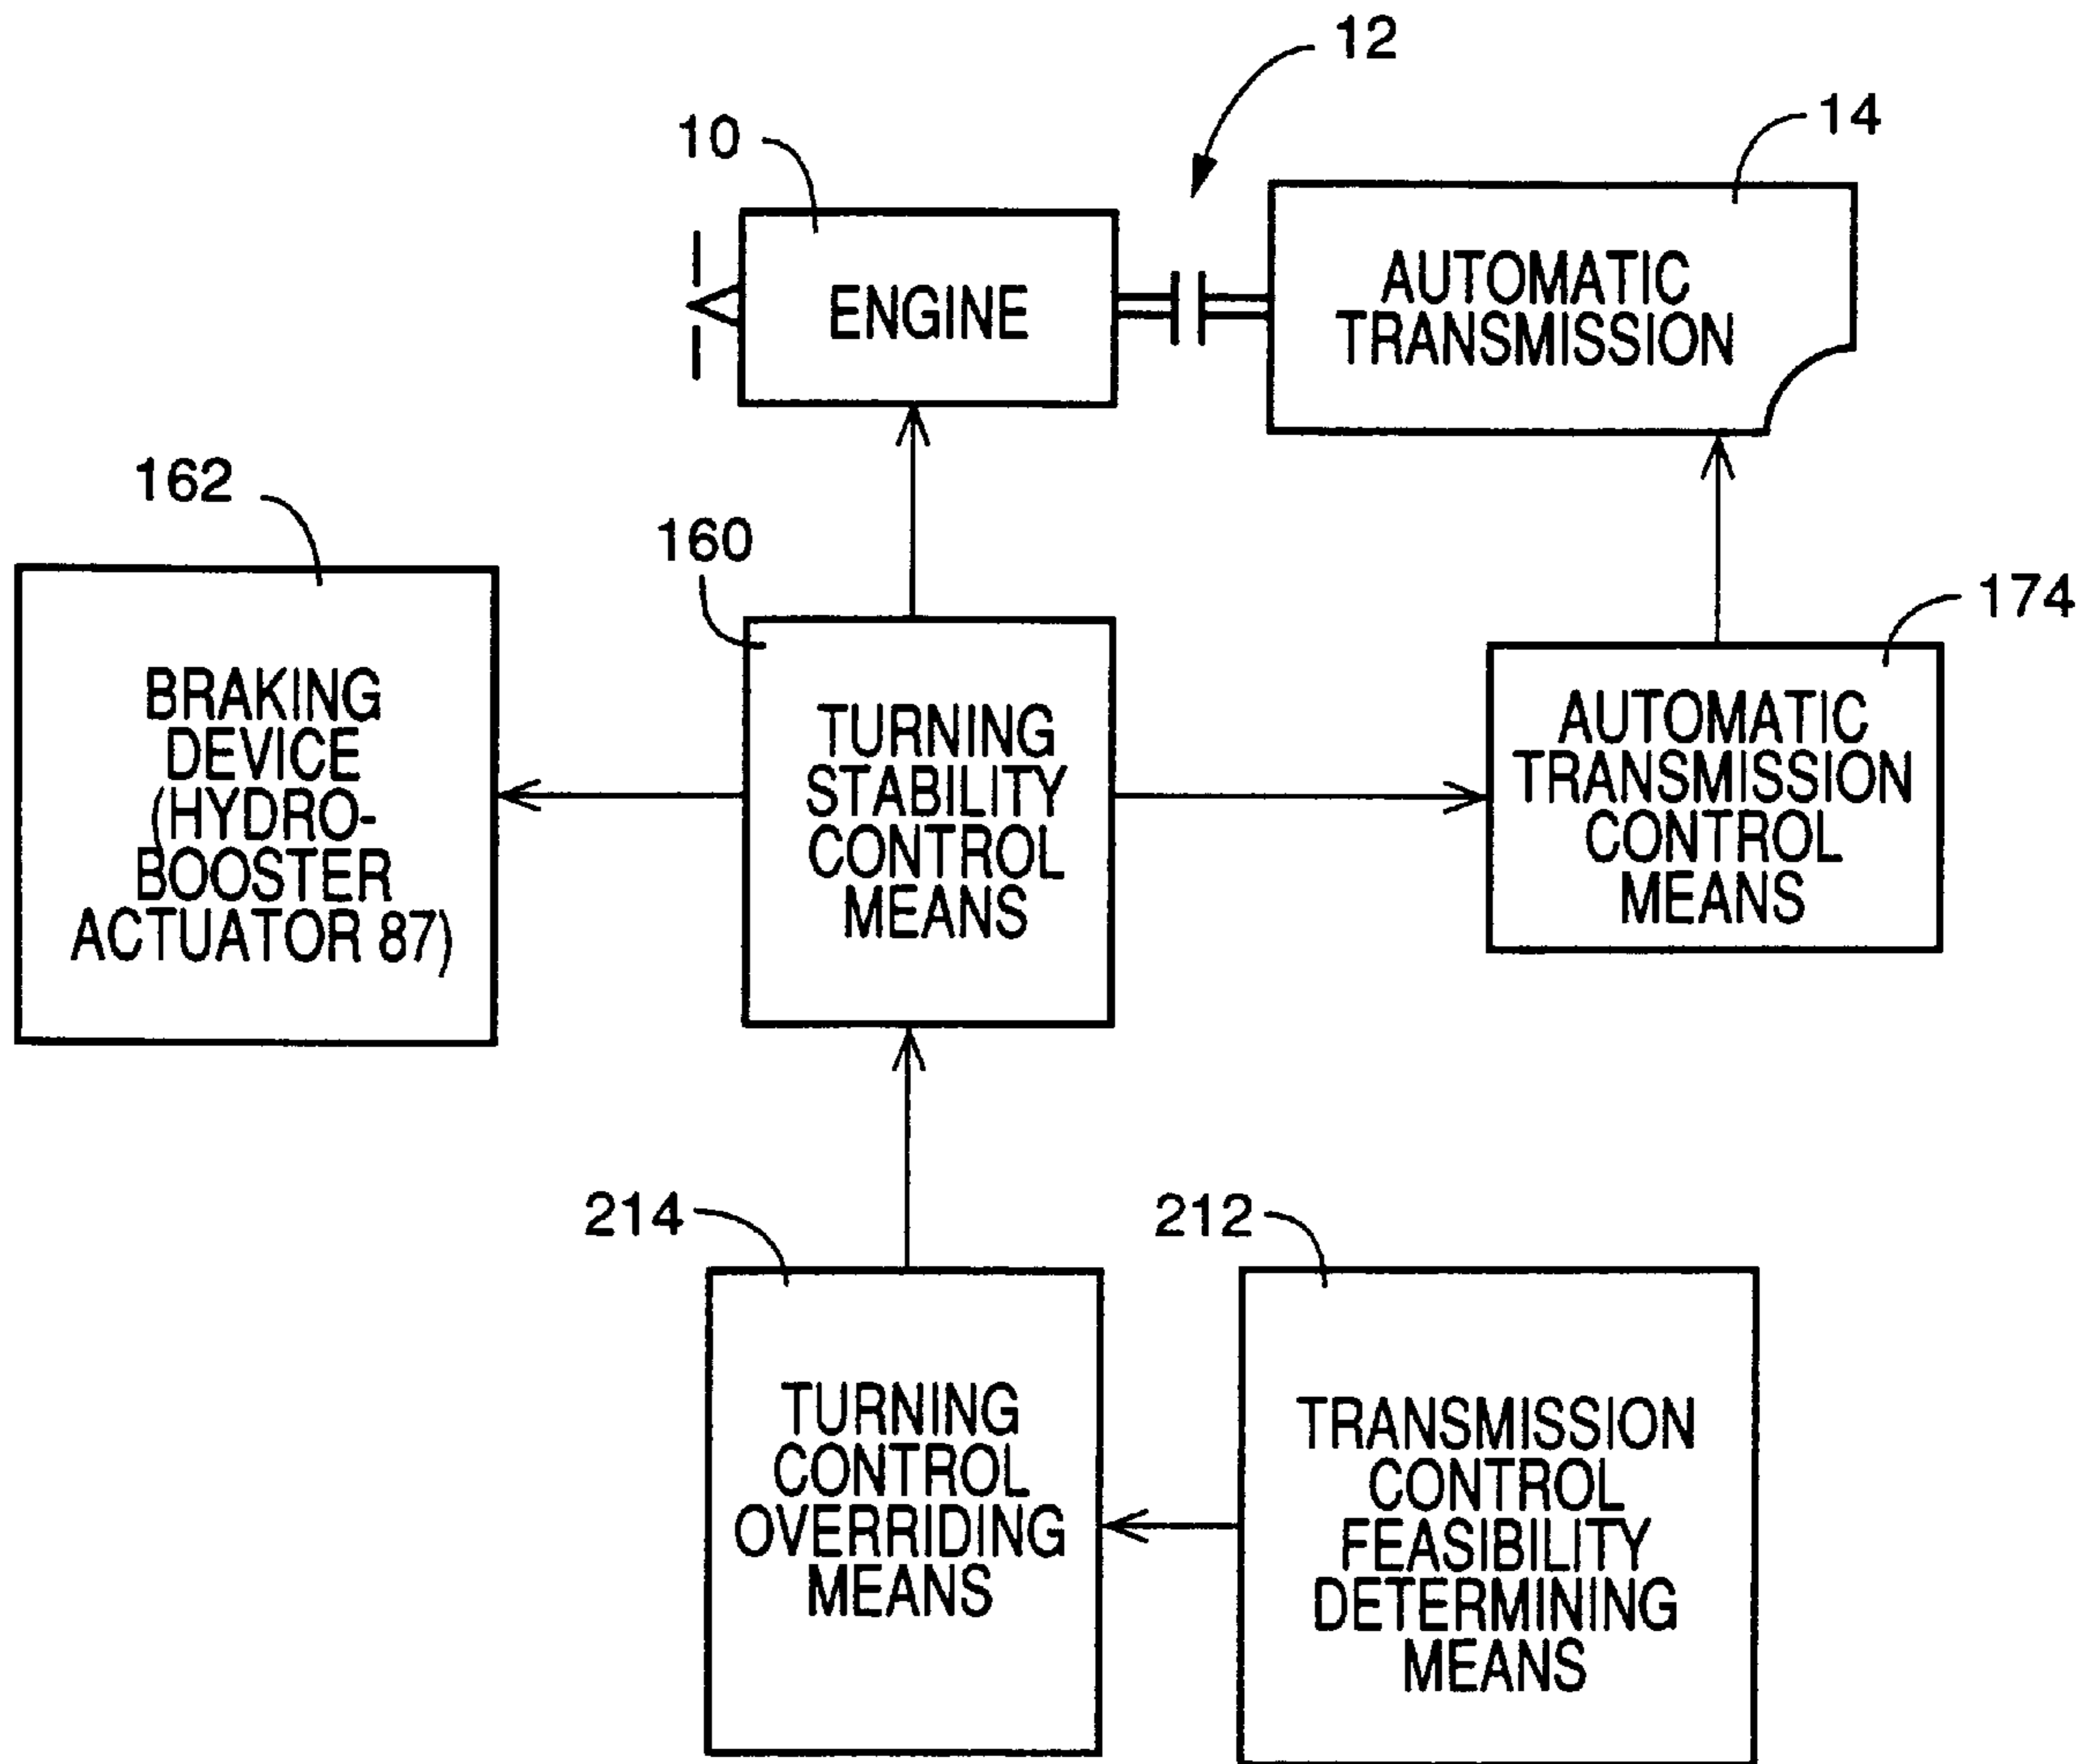 12
10
14
ENGINE
AUTOMATIC
TRANSMISSION
162
160
174
BRAKING
DEVICE
(HYDRO-
BOOSTER
ACTUATOR 87)
TURNING
STABILITY
CONTROL
MEANS
AUTOMATIC
TRANSMISSION
CONTROL
MEANS
214
212
TURNING
CONTROL
OVERRIDING
MEANS
TRANSMISSION
CONTROL
FEASIBILITY
DETERMINING
MEANS